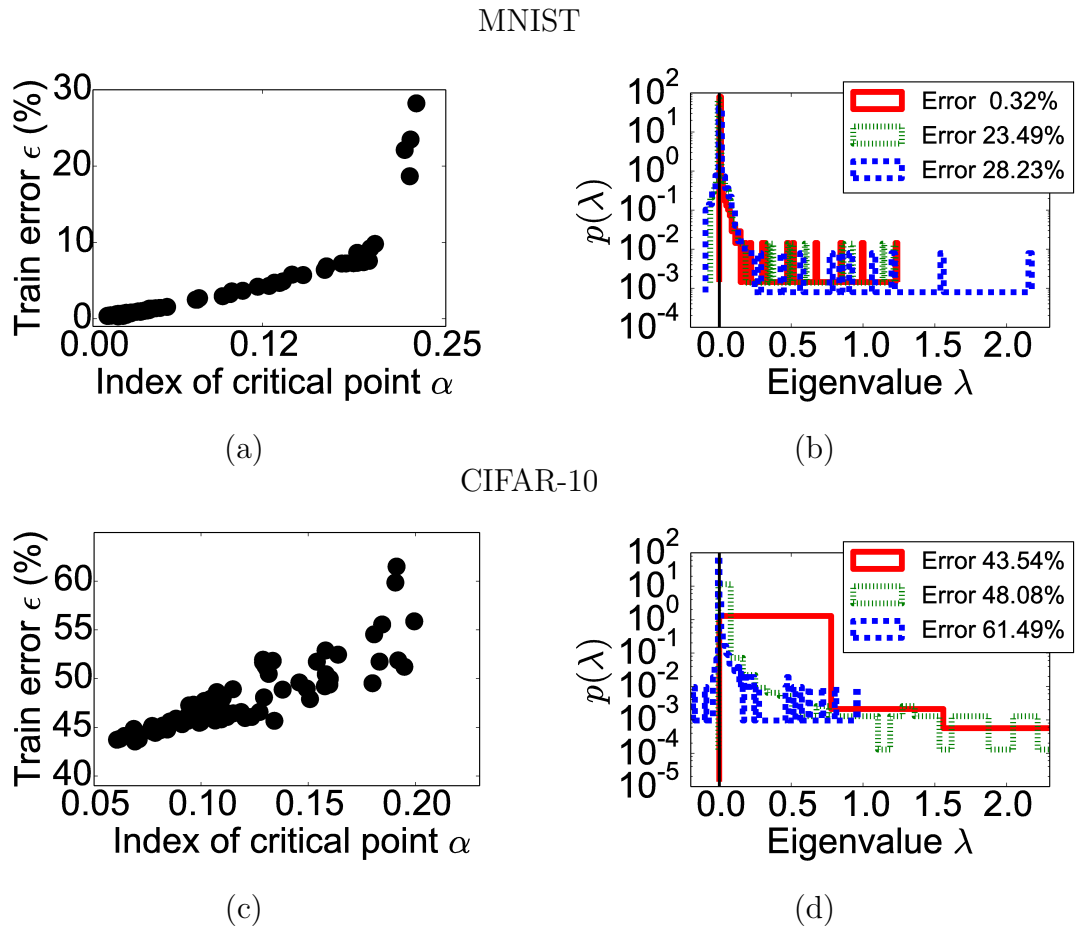 MNIST
30
20
10
0
0.00
0.12
0.25
Train error ϵ (%)
Index of critical point α
(a)
10^2
10^1
10^0
10^-1
10^-2
10^-3
10^-4
0.0
0.5
1.0
1.5
2.0
p(λ)
Eigenvalue λ
Error 0.32%
Error 23.49%
Error 28.23%
(b)
CIFAR-10
60
55
50
45
40
0.05
0.10
0.15
0.20
Train error ϵ (%)
Index of critical point α
(c)
10^2
10^1
10^0
10^-1
10^-2
10^-3
10^-4
10^-5
0.0
0.5
1.0
1.5
2.0
p(λ)
Eigenvalue λ
Error 43.54%
Error 48.08%
Error 61.49%
(d)